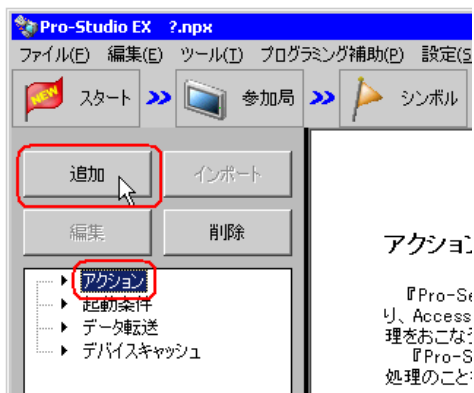 Pro-Studio EX ?.npx
ファイル(F) 編集(E) ツール(T) プログラミング補助(P) 設定(S
NEW スタート >> 参加局 >> シンボル
追加 インポート
編集 削除
アクション
起動条件
データ転送
デバイスキャッシュ
アクション
『Pro-Se
り、Access
理をおこなう
『Pro-S
処理のこと